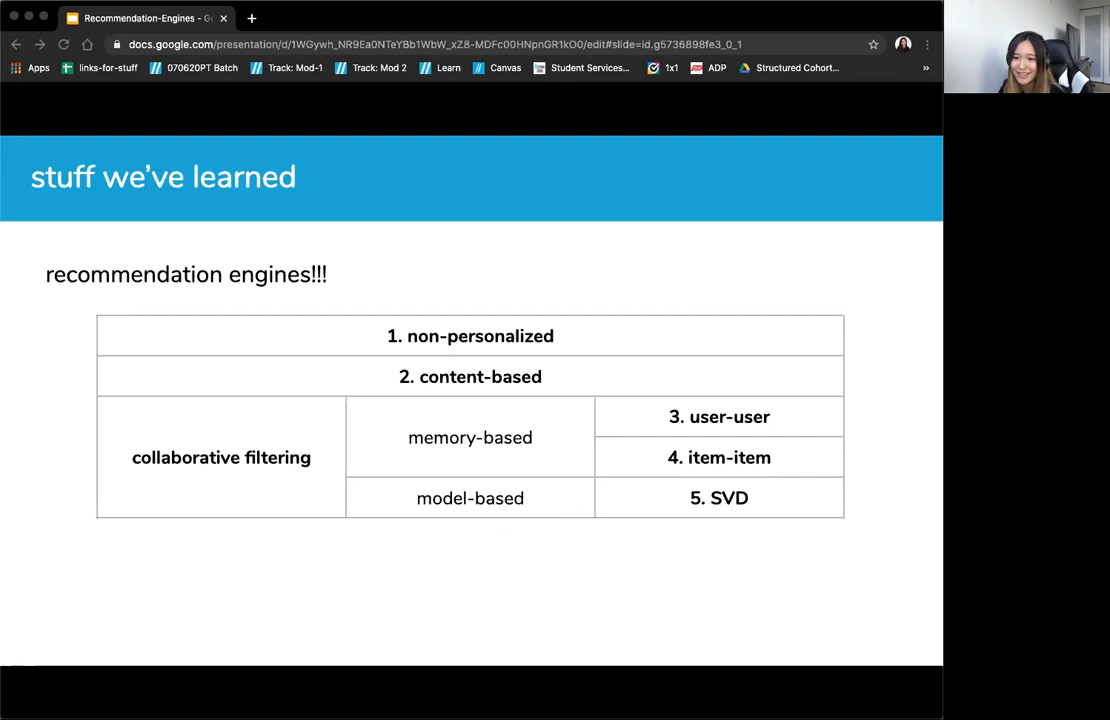 Recommendation-Engines - G
docs.google.com/presentation/d/1WGywh_NR9Ea0NTeYBb1WbW_xZ8-MDFc00HNpnGR1kO0/edit#slide=id.g5736898fe3_0_1
Apps links-for-stuff 070620PT Batch Track: Mod-1 Track: Mod 2 Learn Canvas Student Services... 1x1 ADP Structured Cohort... »
stuff we've learned
recommendation engines!!!
1. non-personalized
2. content-based
collaborative filtering
memory-based
3. user-user
4. item-item
model-based
5. SVD